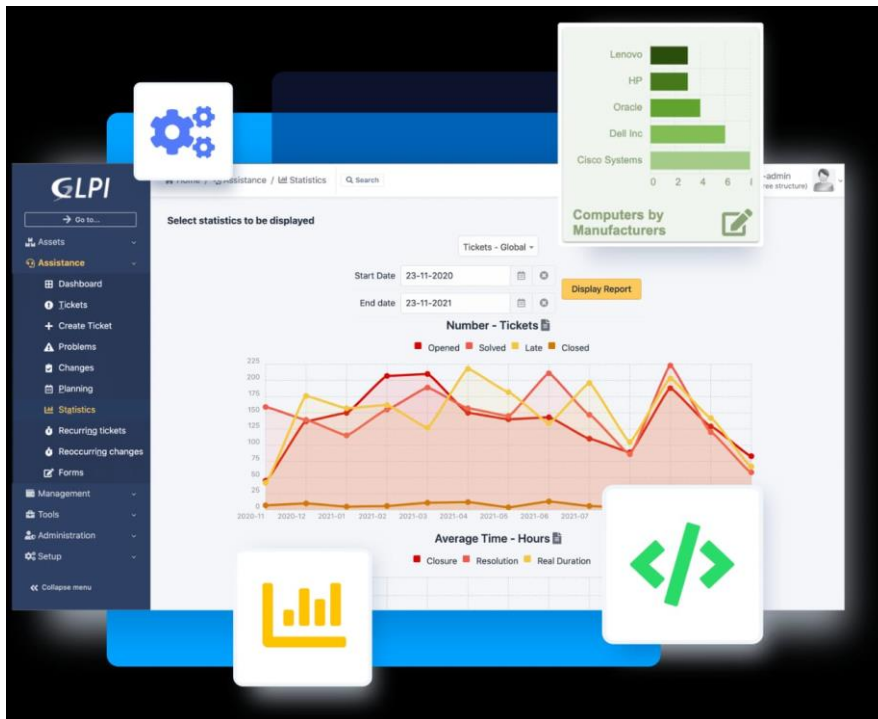 Lenovo
HP
Oracle
Dell Inc
Cisco Systems
0 2 4 6
Computers by
Manufacturers
GLPI
Go to...
Assets
Assistance
Dashboard
Tickets
Create Ticket
Problems
Changes
Planning
Statistics
Recurring tickets
Reoccurring changes
Forms
Management
Tools
Administration
Setup
Collapse menu
Home / Assistance / Statistics Search
-admin
ree structure)
Select statistics to be displayed
Tickets - Global
Start Date 23-11-2020
End date 23-11-2021
Display Report
Number - Tickets
Opened Solved Late Closed
225
200
175
150
125
100
75
50
25
0
2020-11 2020-12 2021-01 2021-02 2021-03 2021-04 2021-05 2021-06 2021-07
Average Time - Hours
Closure Resolution Real Duration